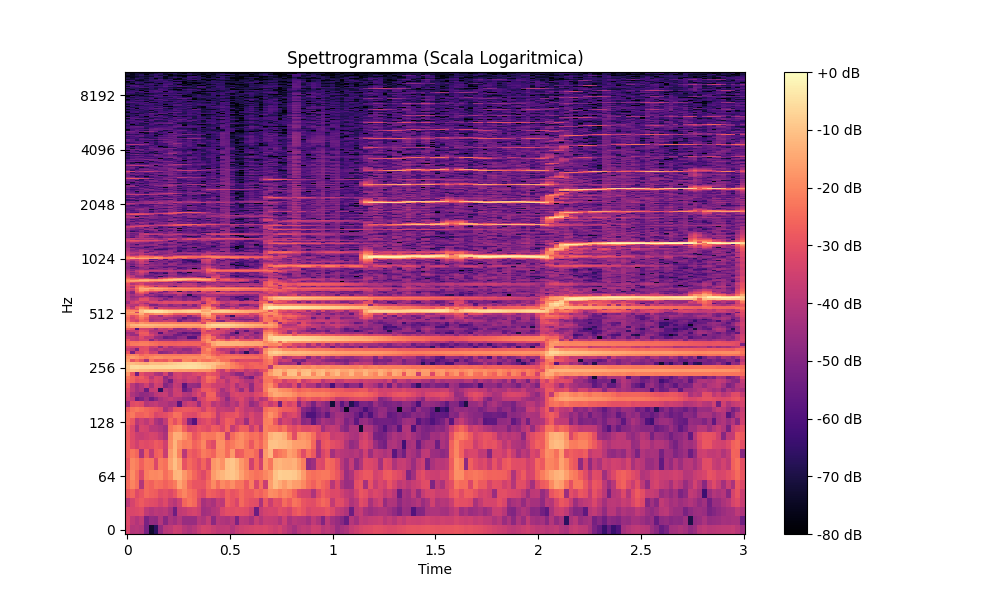 Spettrogramma (Scala Logaritmica)
Hz
8192
4096
2048
1024
512
256
128
64
0
0 0.5 1 1.5 2 2.5 3
Time
+0 dB
-10 dB
-20 dB
-30 dB
-40 dB
-50 dB
-60 dB
-70 dB
-80 dB